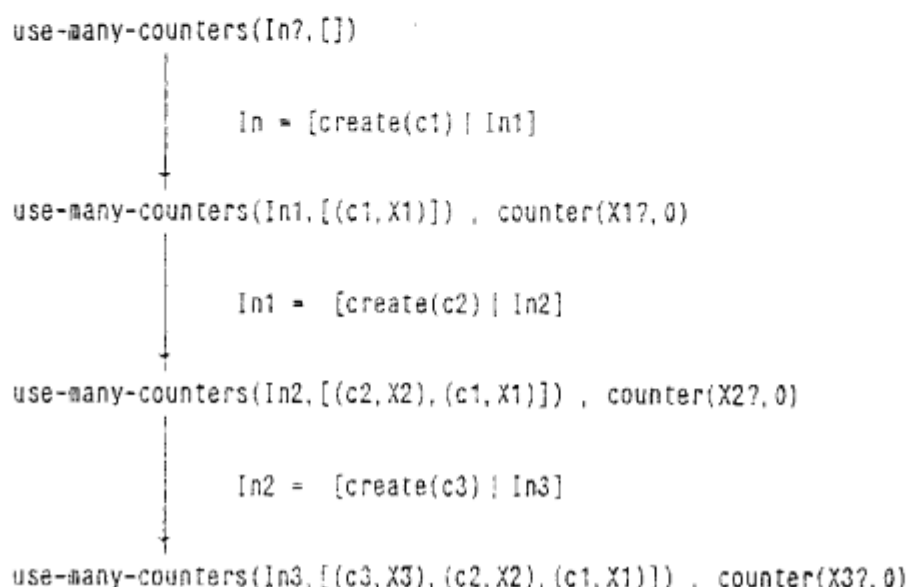 use-many-counters(In?,[])
In = [create(c1) | In1]
use-many-counters(In1,[(c1,X1)]) , counter(X1?,0)
In1 = [create(c2) | In2]
use-many-counters(In2,[(c2,X2),(c1,X1)]) , counter(X2?,0)
In2 = [create(c3) | In3]
use-many-counters(In3,[(c3,X3),(c2,X2),(c1,X1)]) , counter(X3?,0)